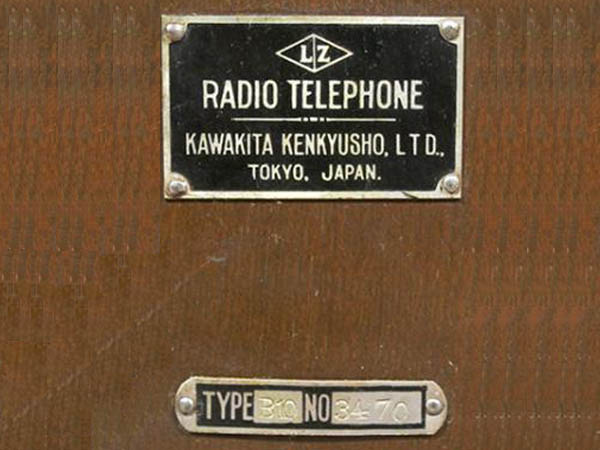 LZ
RADIO TELEPHONE
KAWAKITA KENKYUSHO, LTD.,
TOKYO, JAPAN.
TYPE B10 NO 3470